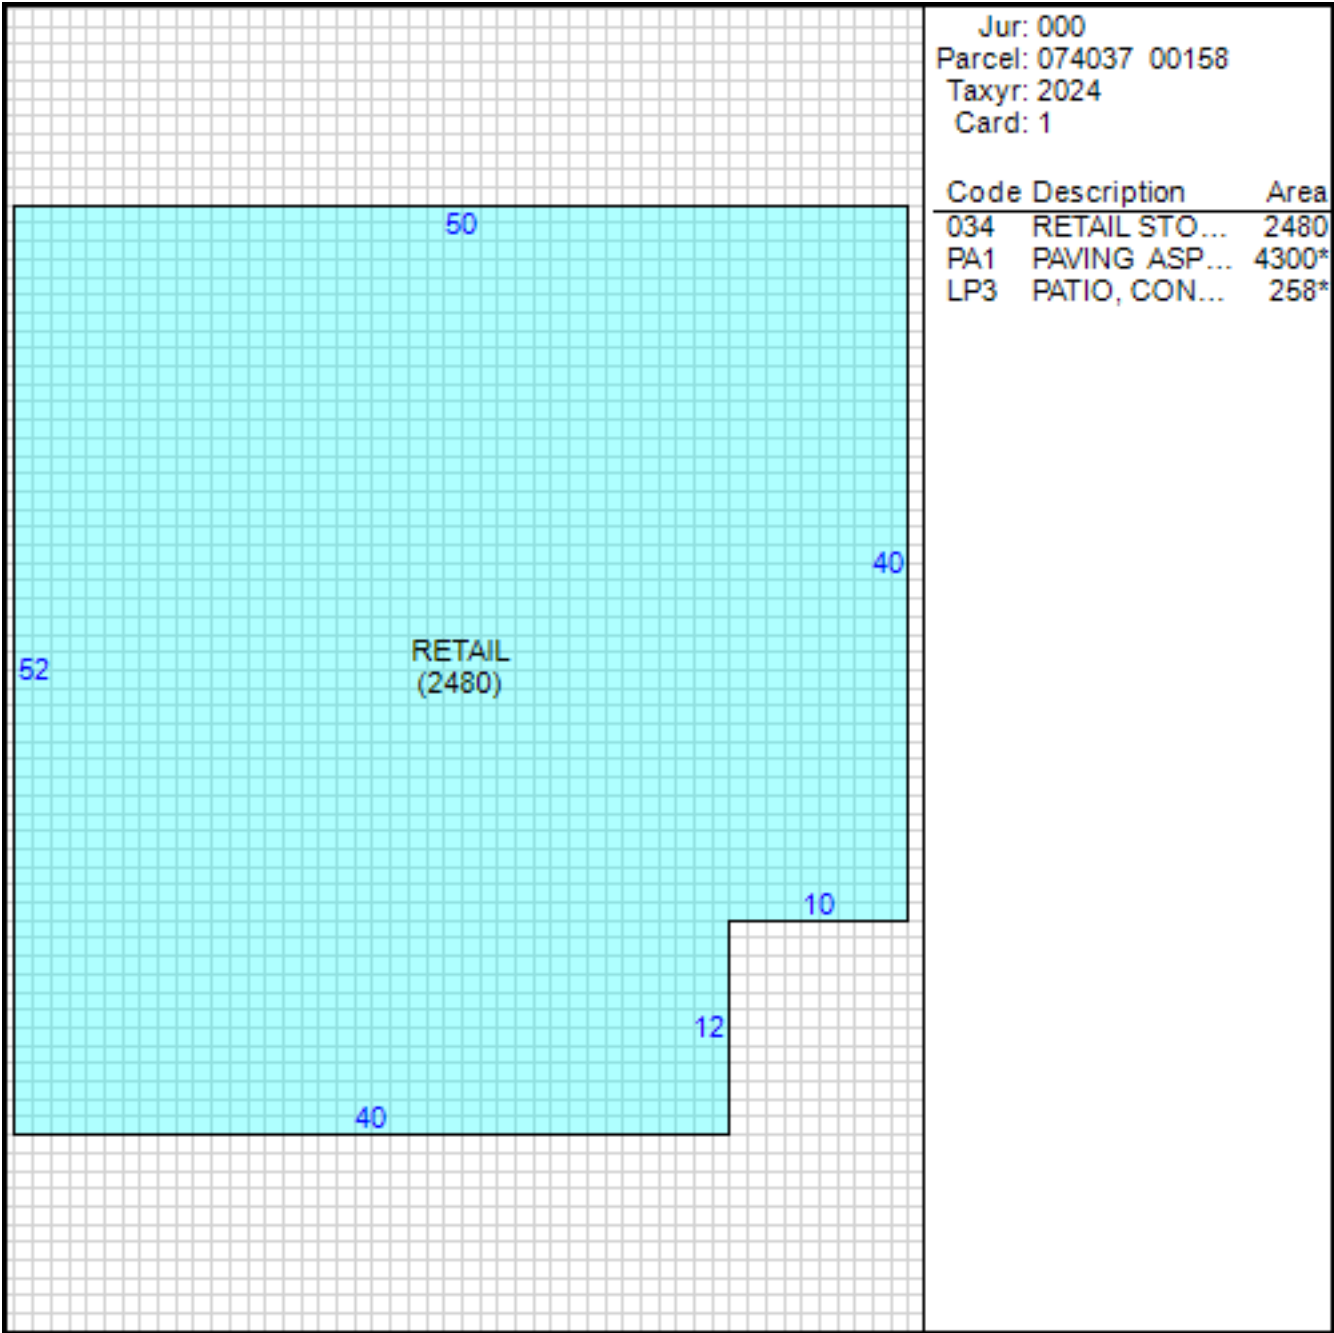 Jur: 000
Parcel: 074037 00158
Taxyr: 2024
Card: 1
Code Description Area
034 RETAIL STO... 2480
PA1 PAVING ASP... 4300*
LP3 PATIO, CON... 258*
50
40
52
RETAIL
(2480)
10
12
40